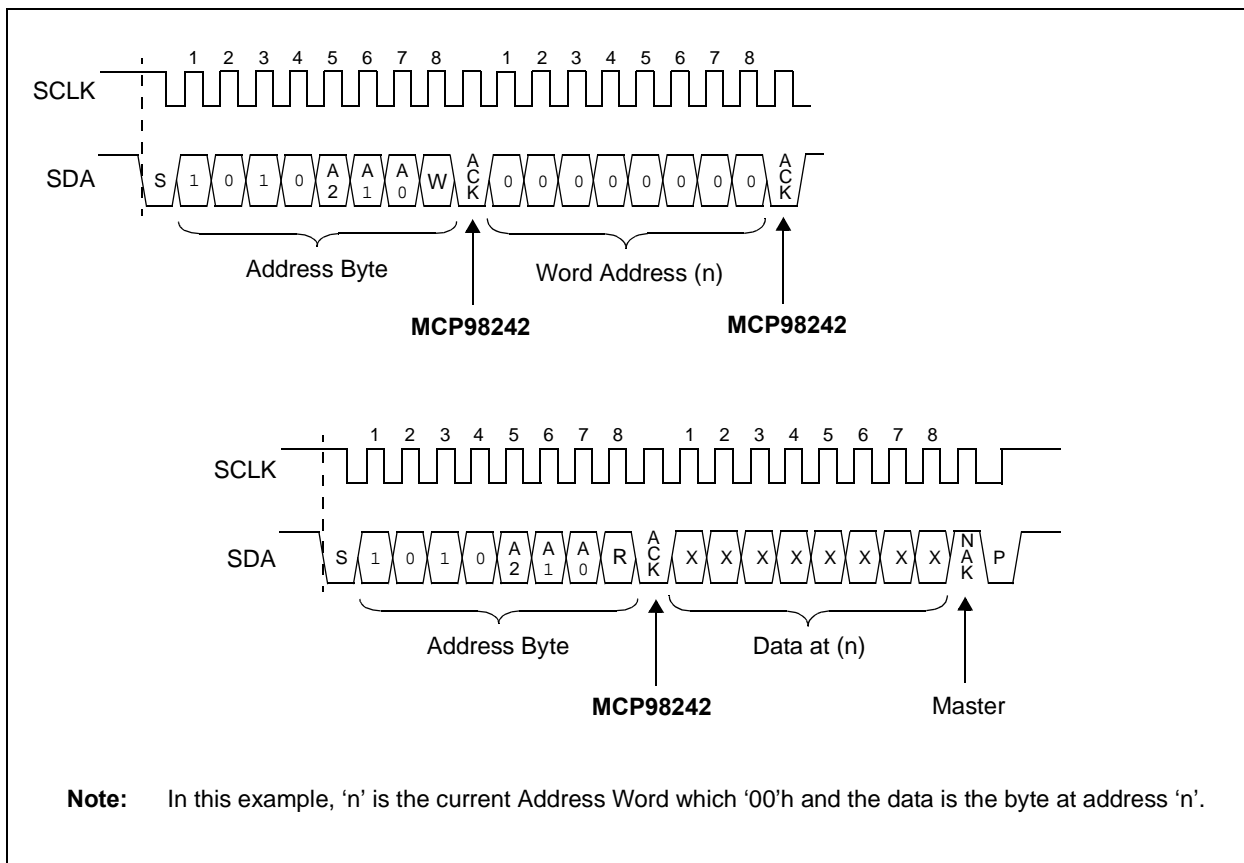 1 2 3 4 5 6 7 8 1 2 3 4 5 6 7 8
SCLK
SDA S 1 0 1 0 A2 A1 A0 W ACK 0 0 0 0 0 0 0 0 ACK
Address Byte Word Address (n)
MCP98242 MCP98242
1 2 3 4 5 6 7 8 1 2 3 4 5 6 7 8
SCLK
SDA S 1 0 1 0 A2 A1 A0 R ACK X X X X X X X X NAK P
Address Byte Data at (n)
MCP98242 Master
Note: In this example, ‘n’ is the current Address Word which ‘00’h and the data is the byte at address ‘n’.